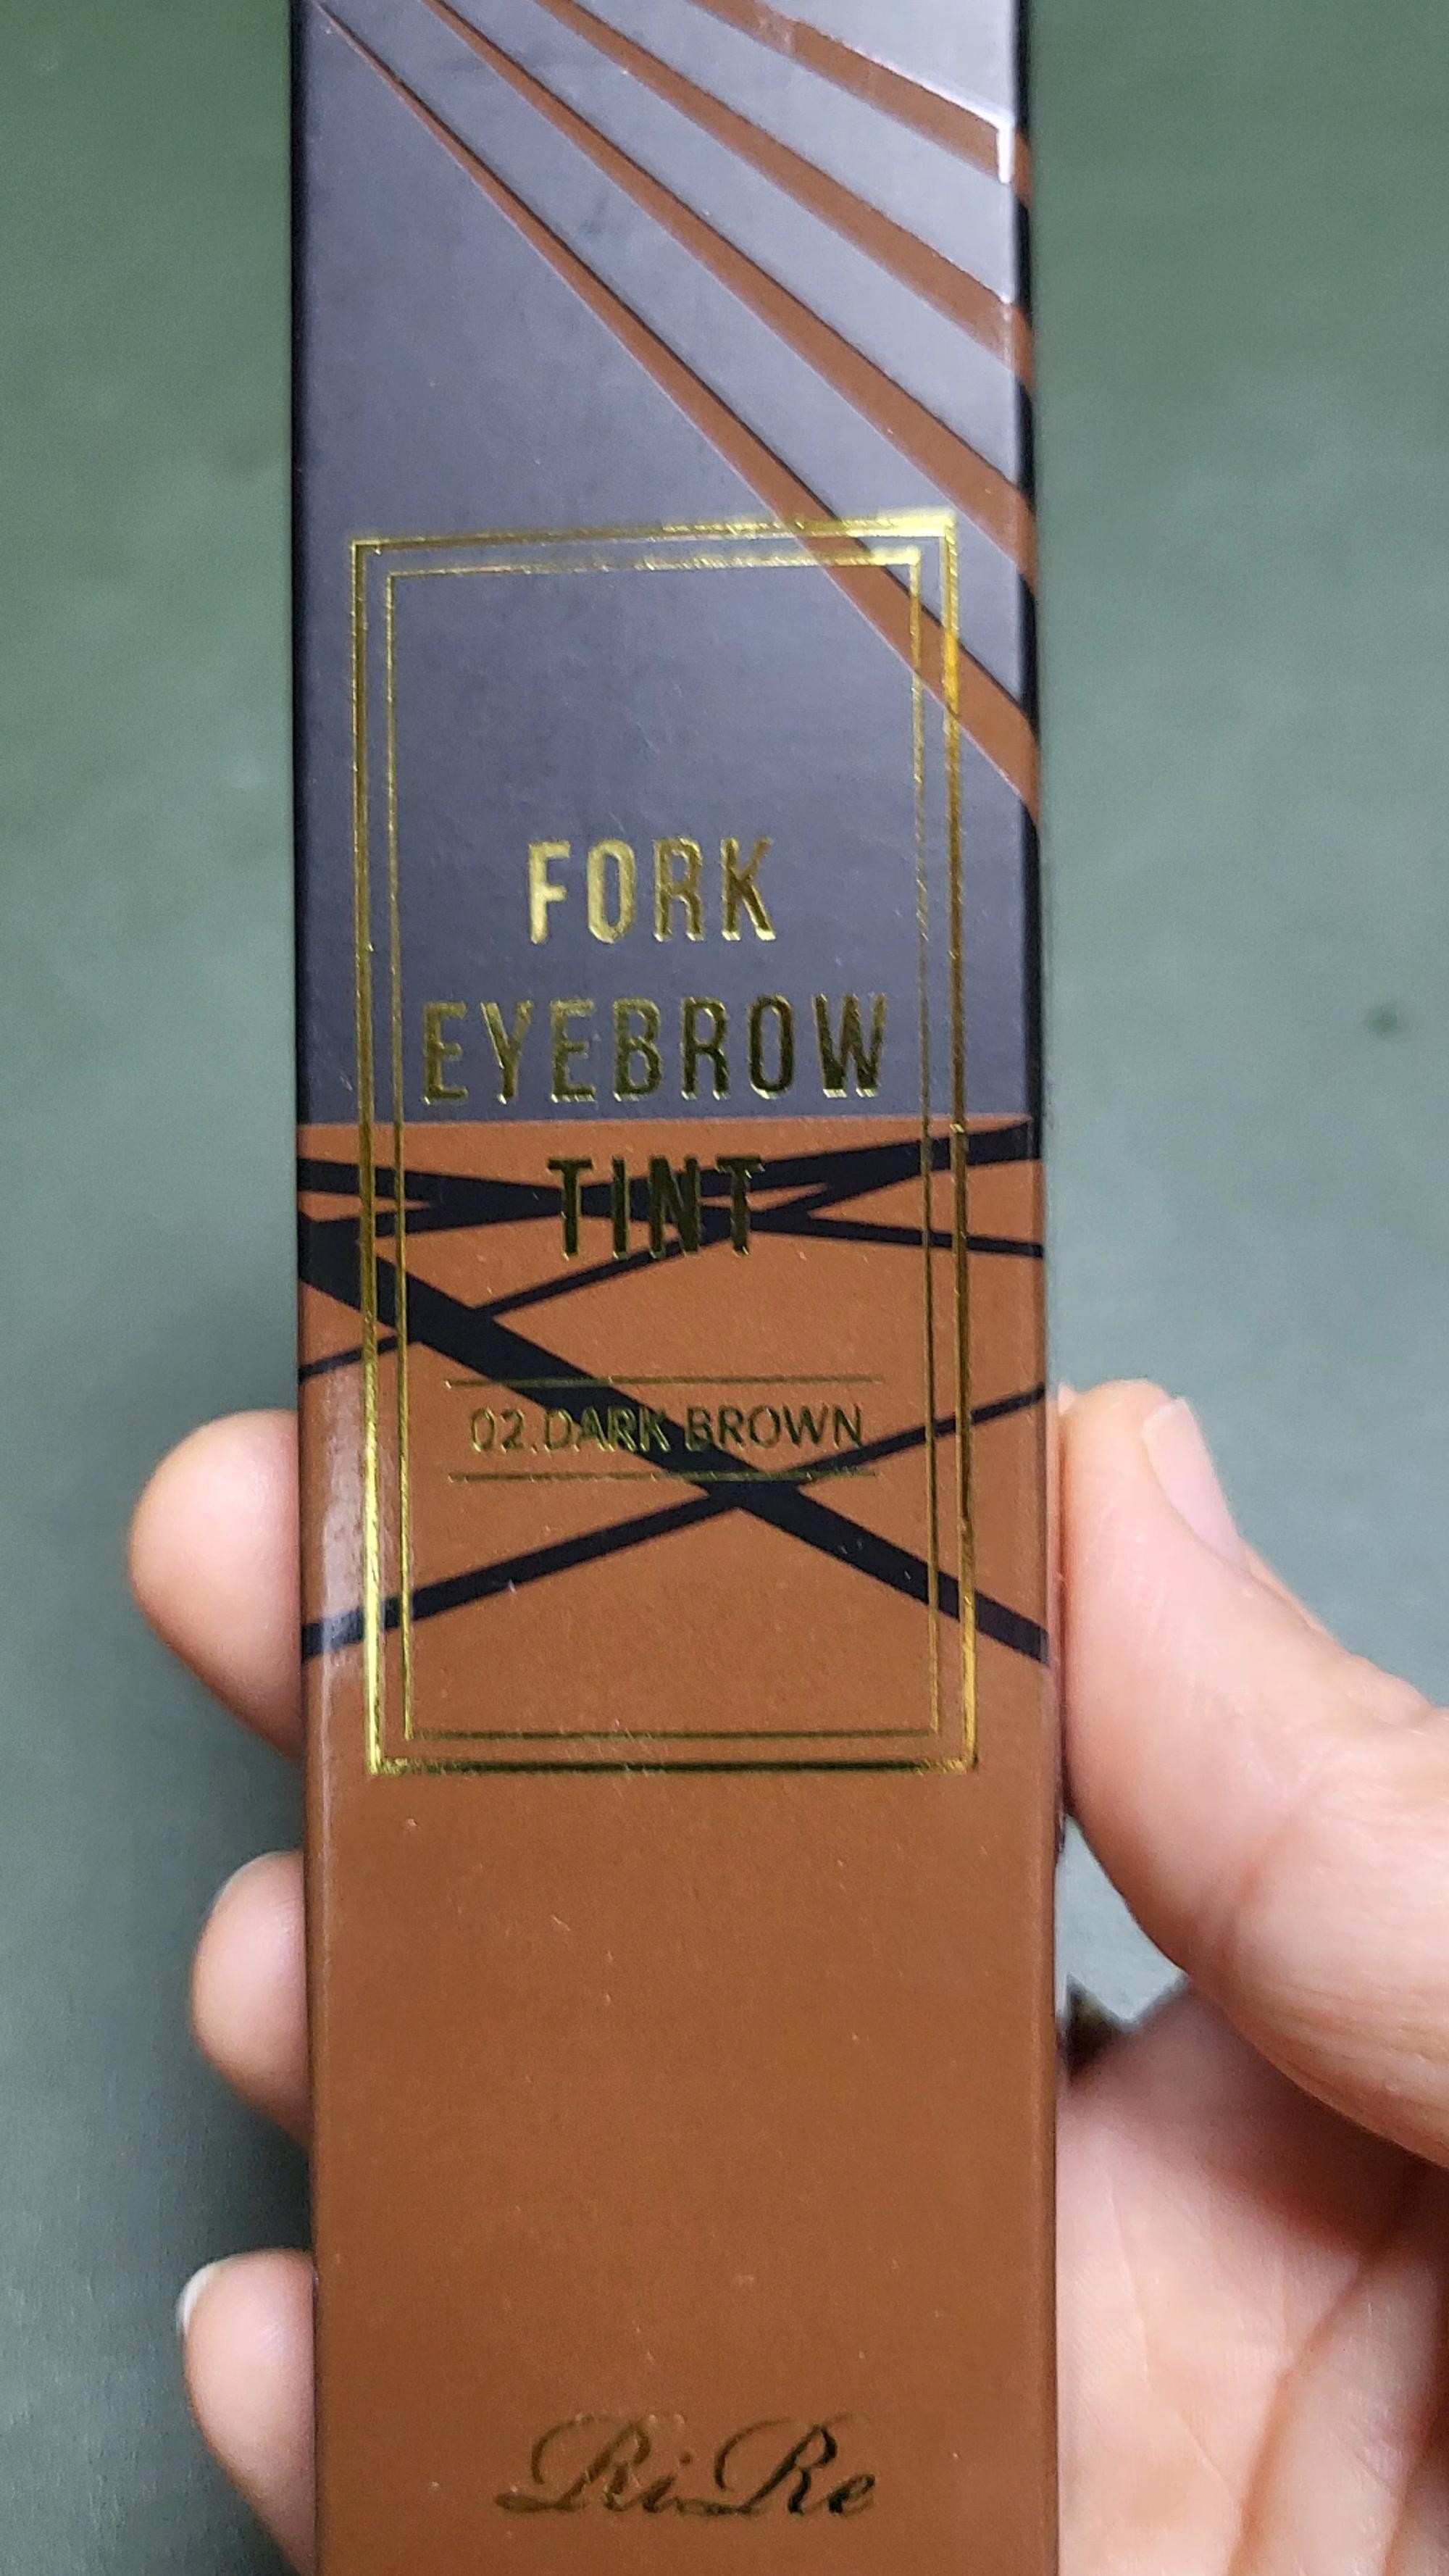 FORK
EYEBROW
TINT
02.DARK BROWN
RiRe